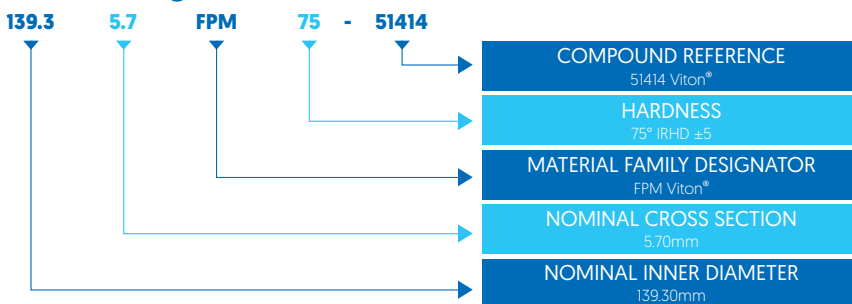 139.3 5.7 FPM 75 - 51414
COMPOUND REFERENCE
51414 Viton®
HARDNESS
75° IRHD ±5
MATERIAL FAMILY DESIGNATOR
FPM Viton®
NOMINAL CROSS SECTION
5.70mm
NOMINAL INNER DIAMETER
139.30mm